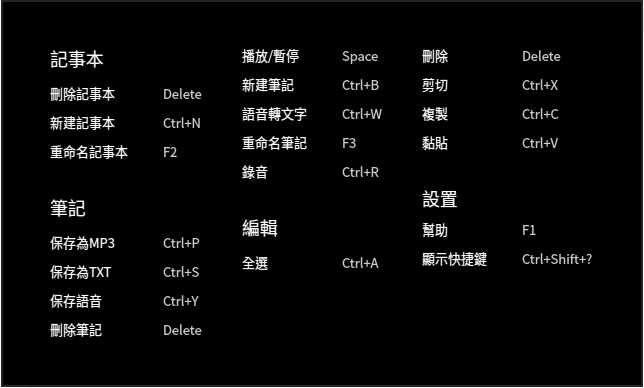 記事本
刪除記事本 Delete
新建記事本 Ctrl+N
重命名記事本 F2
筆記
保存為MP3 Ctrl+P
保存為TXT Ctrl+S
保存語音 Ctrl+Y
刪除筆記 Delete
播放/暫停 Space
新建筆記 Ctrl+B
語音轉文字 Ctrl+W
重命名筆記 F3
錄音 Ctrl+R
編輯
全選 Ctrl+A
刪除 Delete
剪切 Ctrl+X
複製 Ctrl+C
黏貼 Ctrl+V
設置
幫助 F1
顯示快捷鍵 Ctrl+Shift+?